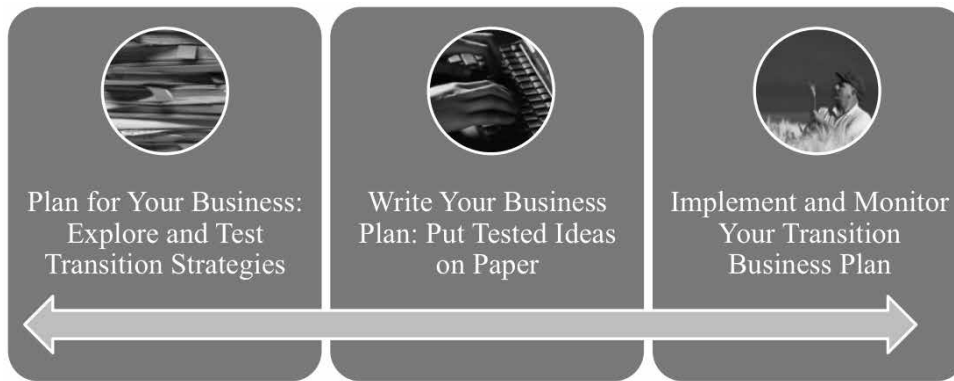 Plan for Your Business:
Explore and Test
Transition Strategies
Write Your Business
Plan: Put Tested Ideas
on Paper
Implement and Monitor
Your Transition
Business Plan